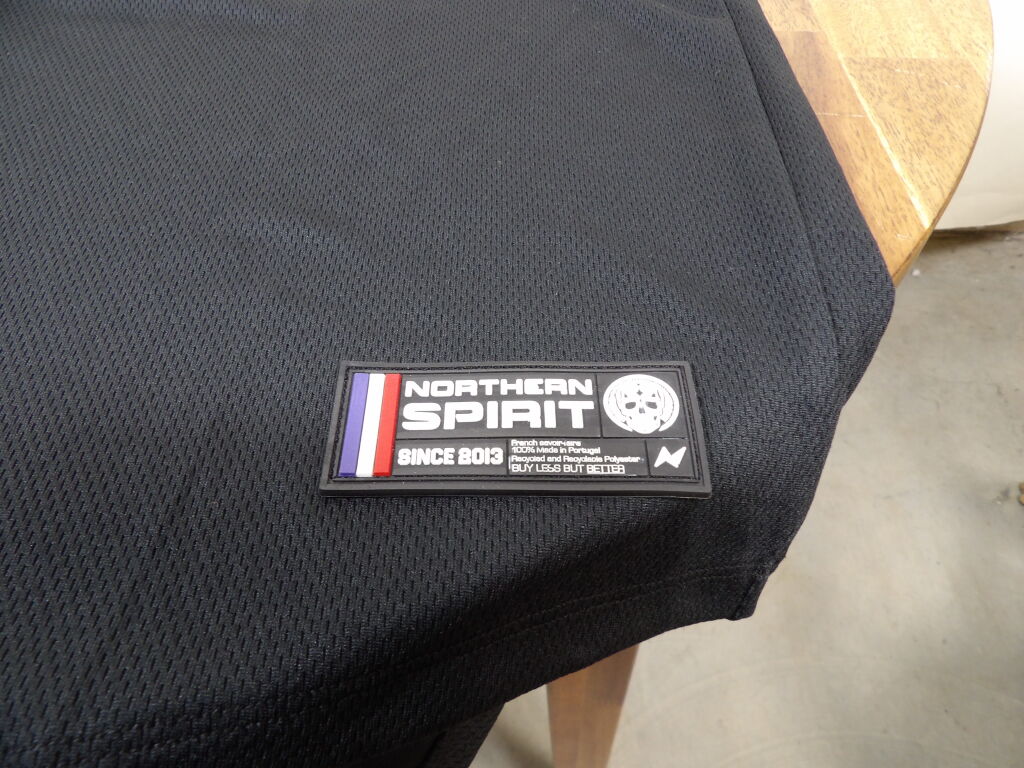 NORTHERN
SPIRIT
SINCE 2013
French savoir-faire
100% Made in Portugal
Recycled and Recyclable Polyester
BUY LESS BUT BETTER